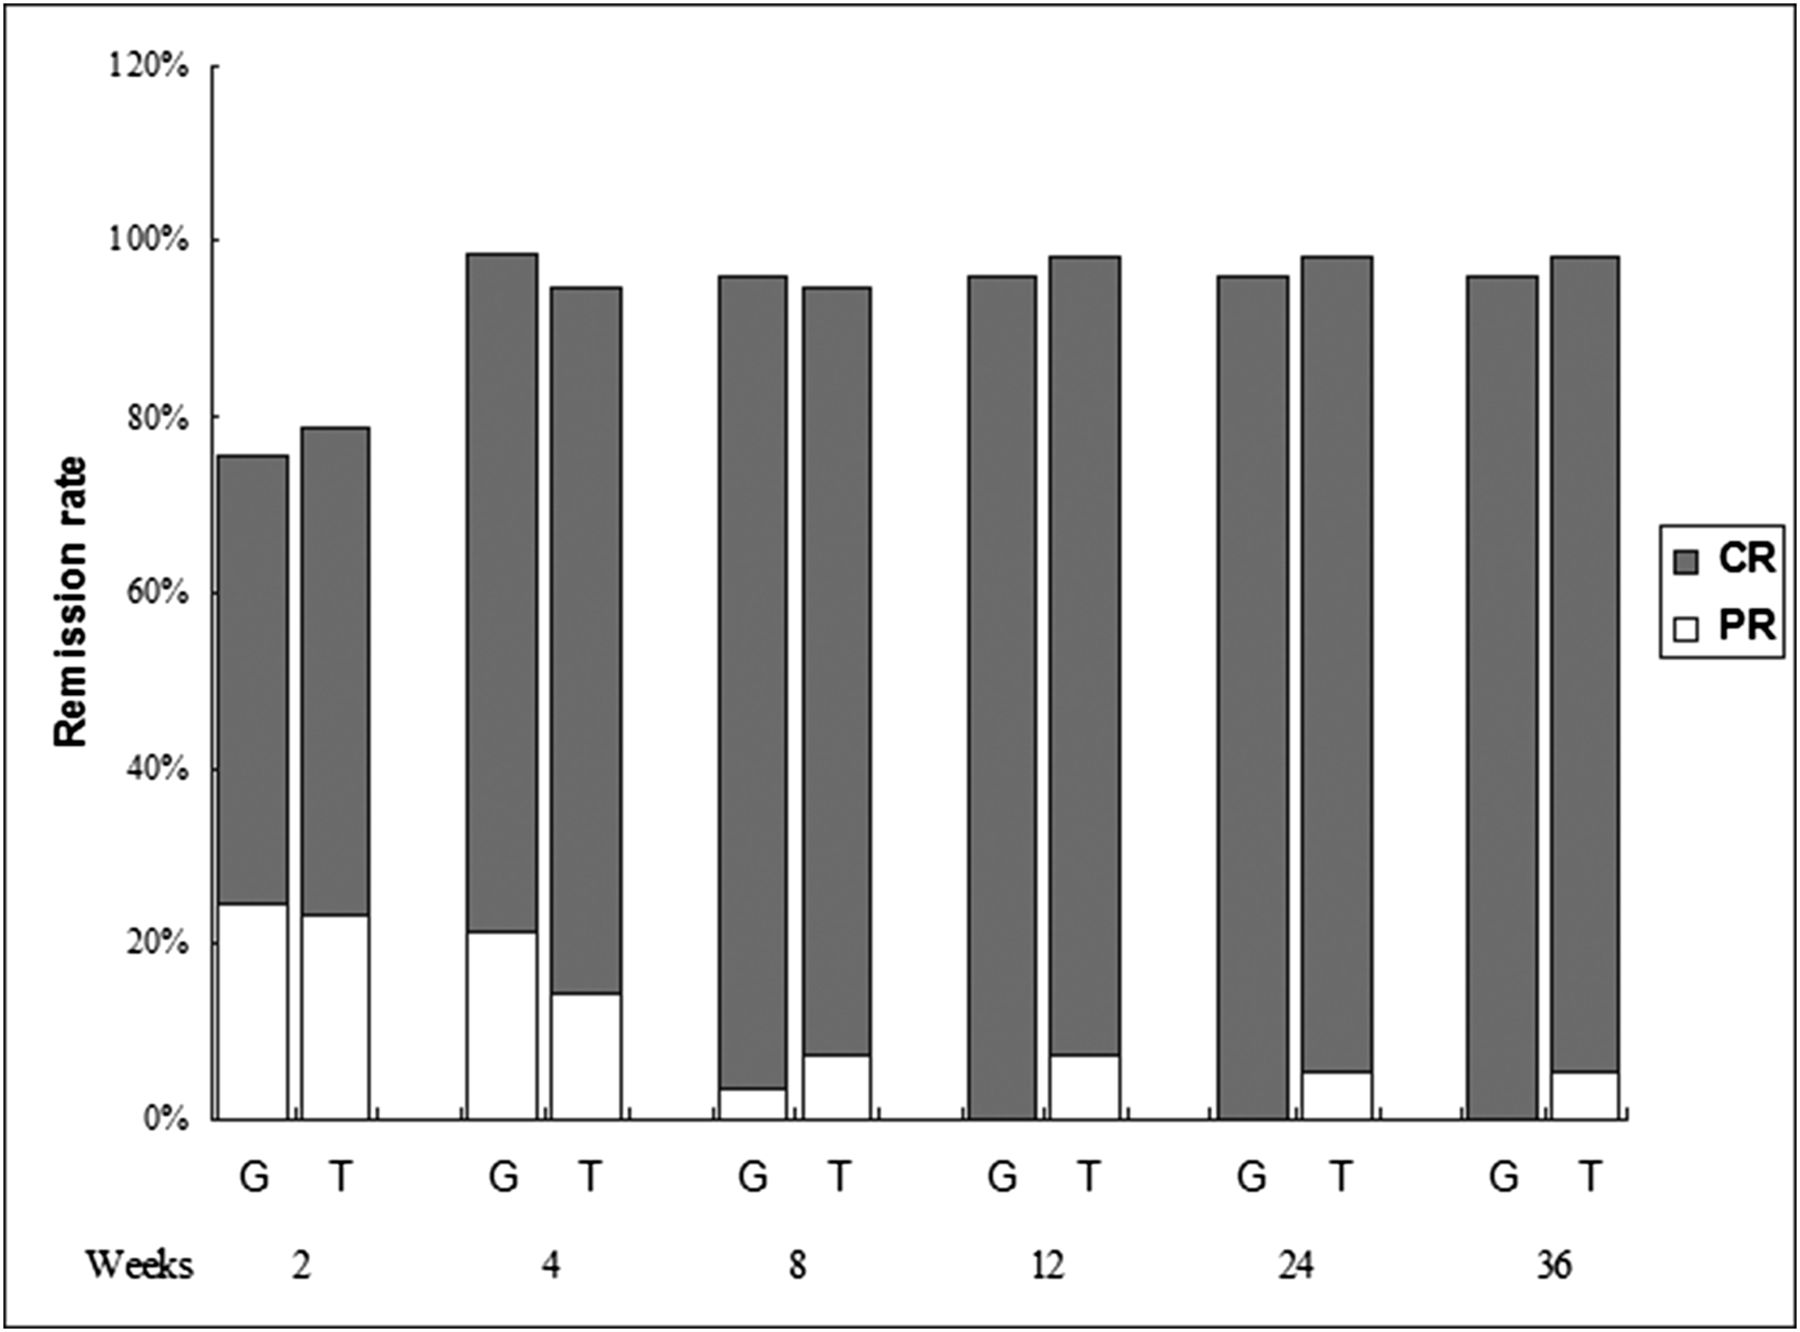 120%
100%
80%
60%
40%
20%
0%
Remission rate
CR
PR
G T G T G T G T G T G T
Weeks 2 4 8 12 24 36